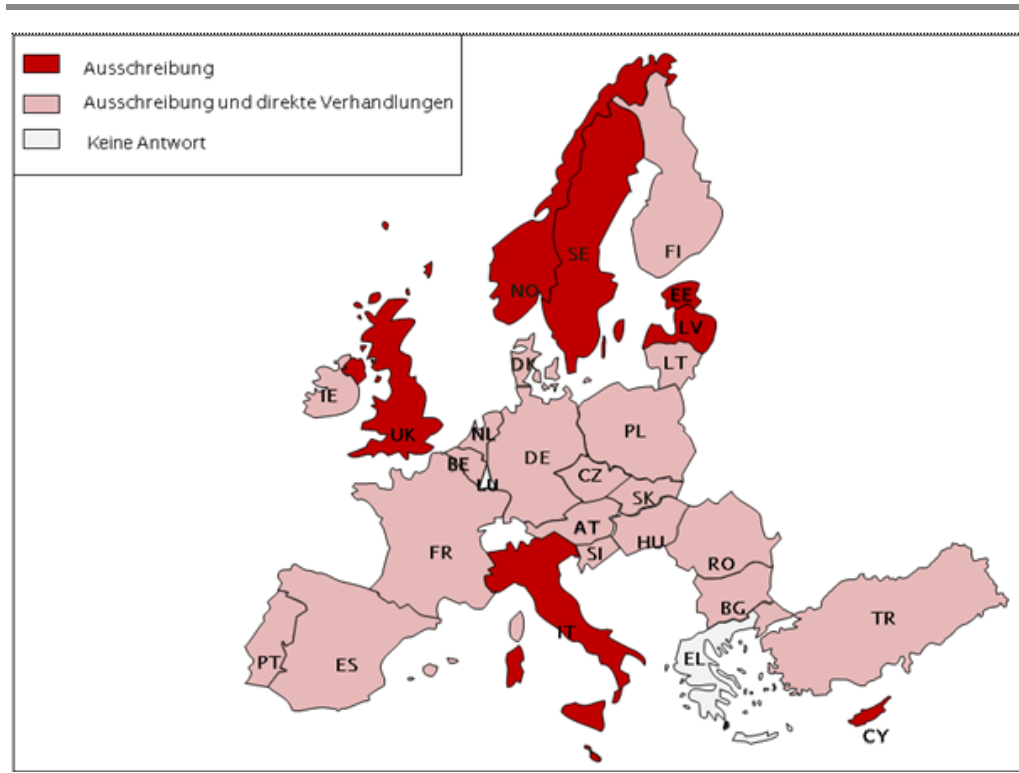 Ausschreibung
Ausschreibung und direkte Verhandlungen
Keine Antwort
SE
FI
NO
EE
LV
DK
LT
IE
UK
NL
PL
BE
DE
CZ
LU
SK
AT
FR
HU
SI
RO
BG
TR
IT
PT
ES
EL
CY